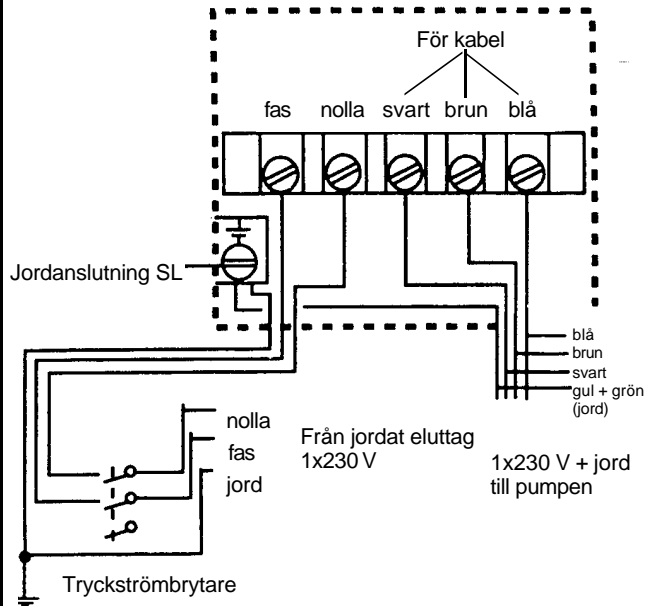 För kabel
fas nolla svart brun blå
Jordanslutning SL
blå
brun
svart
gul + grön
(jord)
nolla
fas
jord
Från jordat eluttag
1x230 V
1x230 V + jord
till pumpen
Tryckströmbrytare